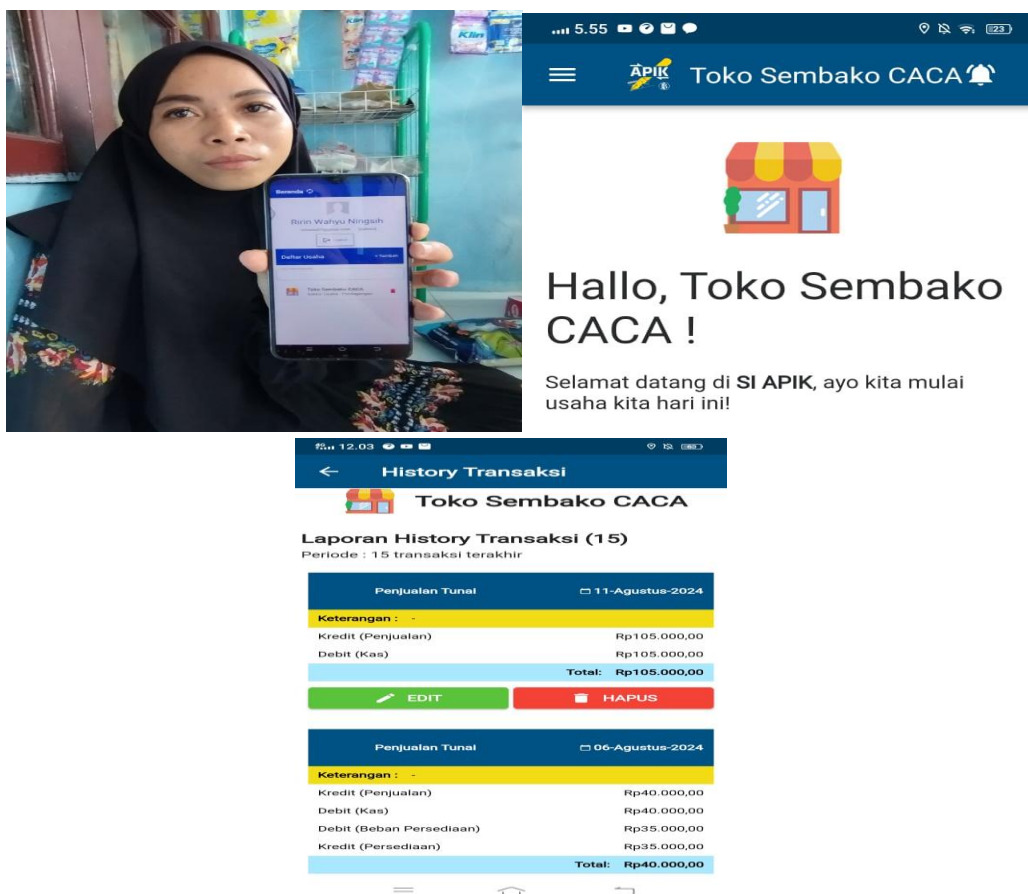 Klin
Beranda
Ririn Wahyu Ningsih
Daftar Usaha + Tambah
Toko Sembako CACA
5.55 23
APIK Toko Sembako CACA
Hallo, Toko Sembako
CACA !
Selamat datang di SI APIK, ayo kita mulai
usaha kita hari ini!
12.03
History Transaksi
Toko Sembako CACA
Laporan History Transaksi (15)
Periode : 15 transaksi terakhir
Penjualan Tunai 11-Agustus-2024
Keterangan : -
Kredit (Penjualan) Rp105.000,00
Debit (Kas) Rp105.000,00
Total: Rp105.000,00
EDIT HAPUS
Penjualan Tunai 06-Agustus-2024
Keterangan : -
Kredit (Penjualan) Rp40.000,00
Debit (Kas) Rp40.000,00
Debit (Beban Persediaan) Rp35.000,00
Kredit (Persediaan) Rp35.000,00
Total: Rp40.000,00